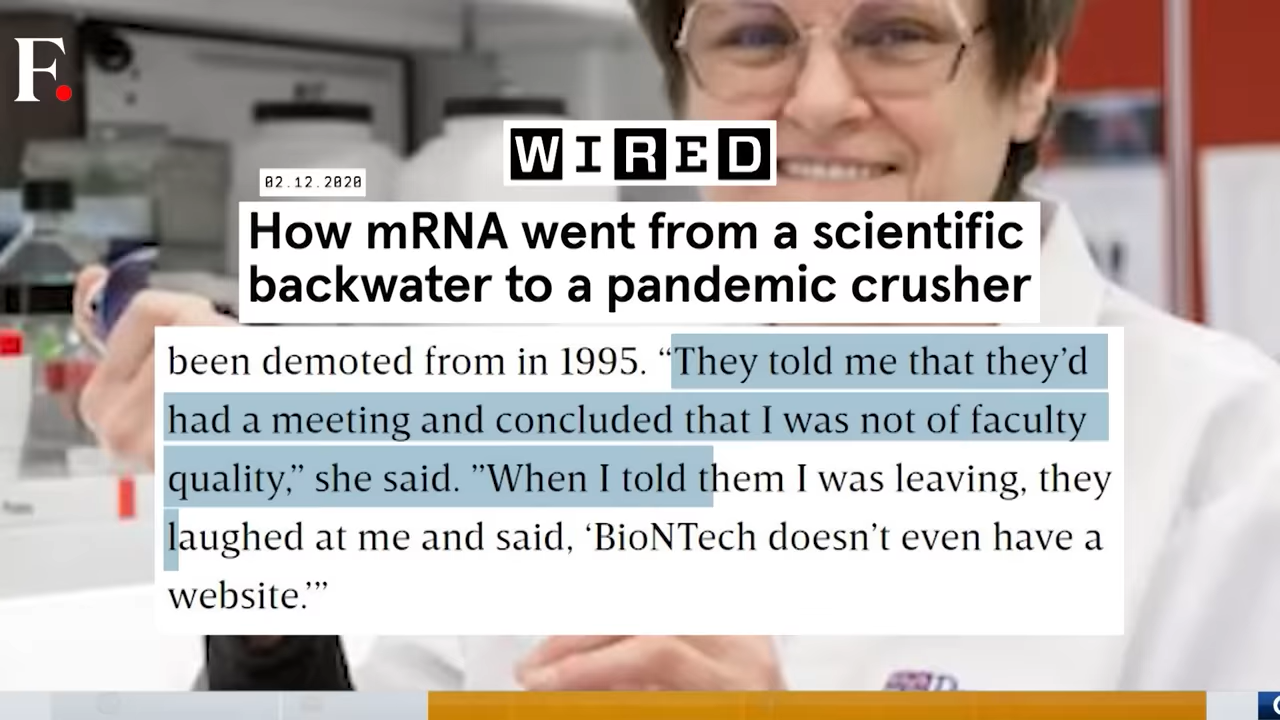 F.
WIRED
02.12.2020
How mRNA went from a scientific
backwater to a pandemic crusher
been demoted from in 1995. “They told me that they’d
had a meeting and concluded that I was not of faculty
quality,” she said. ”When I told them I was leaving, they
laughed at me and said, ‘BioNTech doesn’t even have a
website.’”